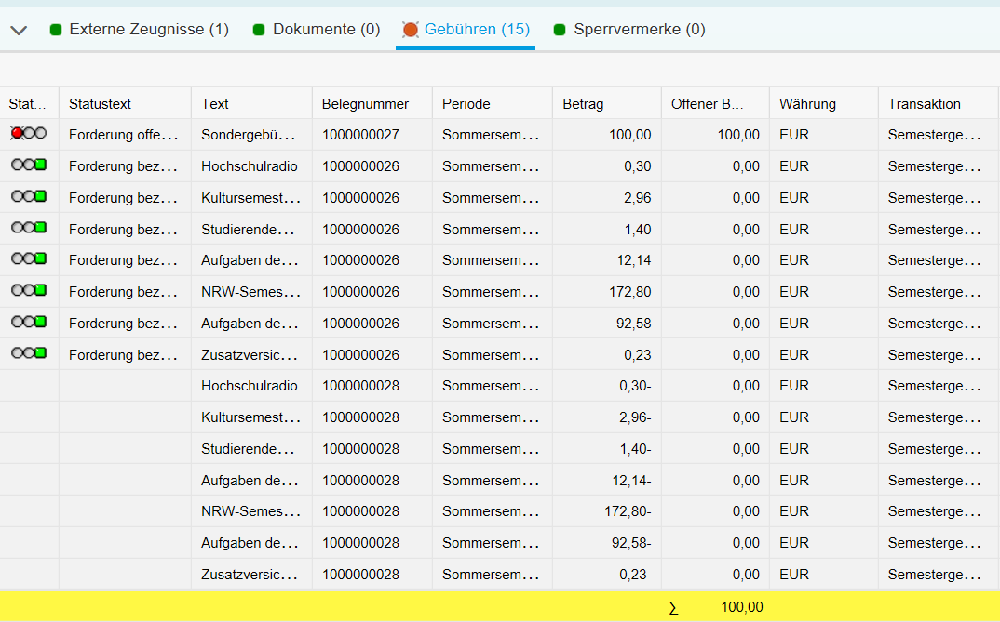 Externe Zeugnisse (1) Dokumente (0) Gebühren (15) Sperrvermerke (0)
Stat... Statustext Text Belegnummer Periode Betrag Offener B... Währung Transaktion
Forderung offe... Sondergebü... 1000000027 Sommersem... 100,00 100,00 EUR Semesterge...
Forderung bez... Hochschulradio 1000000026 Sommersem... 0,30 0,00 EUR Semesterge...
Forderung bez... Kultursemest... 1000000026 Sommersem... 2,96 0,00 EUR Semesterge...
Forderung bez... Studierende... 1000000026 Sommersem... 1,40 0,00 EUR Semesterge...
Forderung bez... Aufgaben de... 1000000026 Sommersem... 12,14 0,00 EUR Semesterge...
Forderung bez... NRW-Semes... 1000000026 Sommersem... 172,80 0,00 EUR Semesterge...
Forderung bez... Aufgaben de... 1000000026 Sommersem... 92,58 0,00 EUR Semesterge...
Forderung bez... Zusatzversic... 1000000026 Sommersem... 0,23 0,00 EUR Semesterge...
Hochschulradio 1000000028 Sommersem... 0,30- 0,00 EUR Semesterge...
Kultursemest... 1000000028 Sommersem... 2,96- 0,00 EUR Semesterge...
Studierende... 1000000028 Sommersem... 1,40- 0,00 EUR Semesterge...
Aufgaben de... 1000000028 Sommersem... 12,14- 0,00 EUR Semesterge...
NRW-Semes... 1000000028 Sommersem... 172,80- 0,00 EUR Semesterge...
Aufgaben de... 1000000028 Sommersem... 92,58- 0,00 EUR Semesterge...
Zusatzversic... 1000000028 Sommersem... 0,23- 0,00 EUR Semesterge...
Σ 100,00